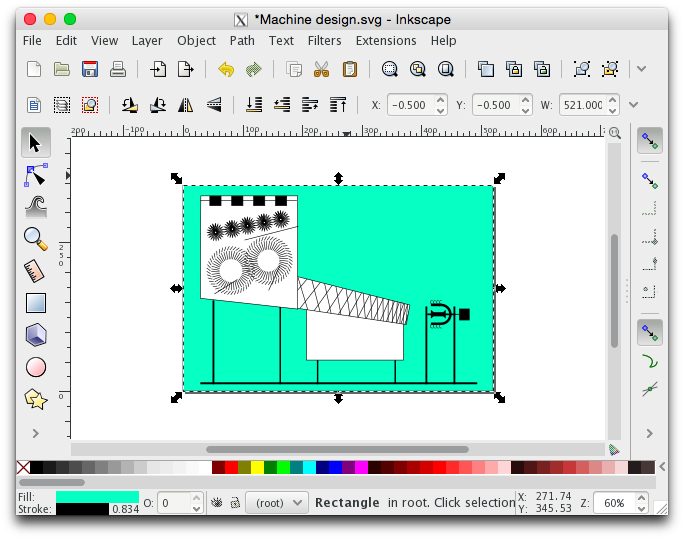 *Machine design.svg - Inkscape
File Edit View Layer Object Path Text Filters Extensions Help
X: -0.500 Y: -0.500 W: 521.000
200 -100 0 100 200 300 400 500 600
250
0
Fill:
Stroke: 0.834 O: 0 (root) Rectangle in root. Click selection X: 271.74 Z: 60%
Y: 345.53